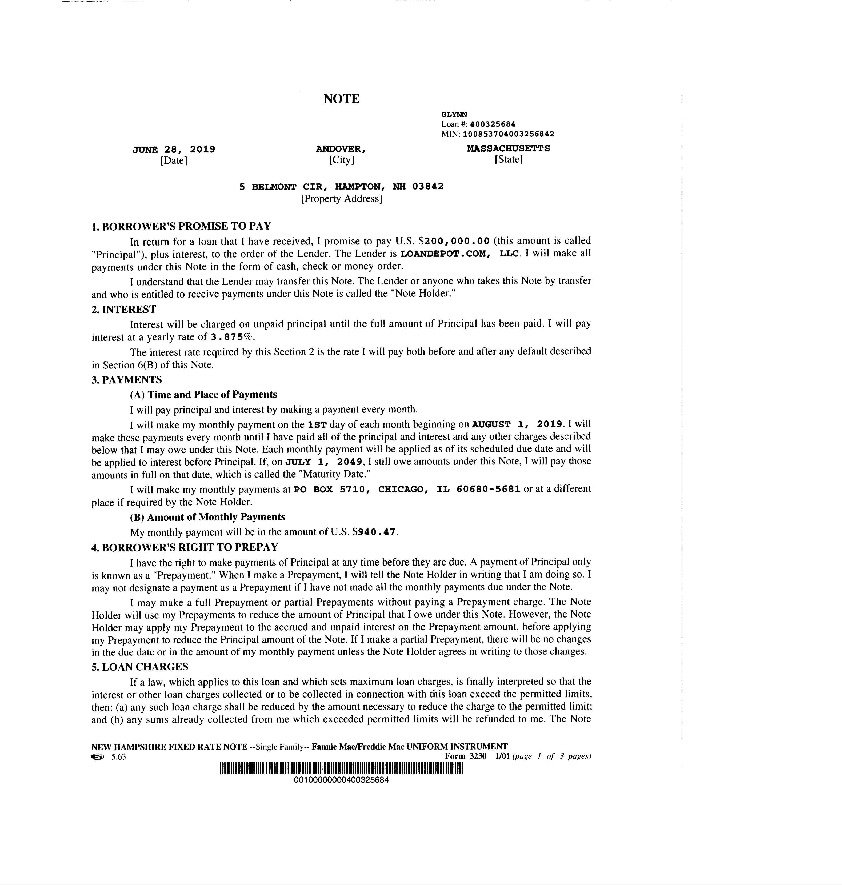 NOTE
GLYNN
Loan #: 400325684
MIN: 100853704003256842
JUNE 28, 2019 ANDOVER, MASSACHUSETTS
[Date] [City] [State]
5 BELMONT CIR, HAMPTON, NH 03842
[Property Address]
1. BORROWER'S PROMISE TO PAY
In return for a loan that I have received, I promise to pay U.S. $200,000.00 (this amount is called
"Principal"), plus interest, to the order of the Lender. The Lender is LOANDEPOT.COM, LLC. I will make all
payments under this Note in the form of cash, check or money order.
I understand that the Lender may transfer this Note. The Lender or anyone who takes this Note by transfer
and who is entitled to receive payments under this Note is called the "Note Holder."
2. INTEREST
Interest will be charged on unpaid principal until the full amount of Principal has been paid. I will pay
interest at a yearly rate of 3.875%.
The interest rate required by this Section 2 is the rate I will pay both before and after any default described
in Section 6(B) of this Note.
3. PAYMENTS
(A) Time and Place of Payments
I will pay principal and interest by making a payment every month.
I will make my monthly payment on the 1ST day of each month beginning on AUGUST 1, 2019. I will
make these payments every month until I have paid all of the principal and interest and any other charges described
below that I may owe under this Note. Each monthly payment will be applied as of its scheduled due date and will
be applied to interest before Principal. If, on JULY 1, 2049, I still owe amounts under this Note, I will pay those
amounts in full on that date, which is called the "Maturity Date."
I will make my monthly payments at PO BOX 5710, CHICAGO, IL 60680-5681 or at a different
place if required by the Note Holder.
(B) Amount of Monthly Payments
My monthly payment will be in the amount of U.S. $940.47.
4. BORROWER'S RIGHT TO PREPAY
I have the right to make payments of Principal at any time before they are due. A payment of Principal only
is known as a "Prepayment." When I make a Prepayment, I will tell the Note Holder in writing that I am doing so. I
may not designate a payment as a Prepayment if I have not made all the monthly payments due under the Note.
I may make a full Prepayment or partial Prepayments without paying a Prepayment charge. The Note
Holder will use my Prepayments to reduce the amount of Principal that I owe under this Note. However, the Note
Holder may apply my Prepayment to the accrued and unpaid interest on the Prepayment amount, before applying
my Prepayment to reduce the Principal amount of the Note. If I make a partial Prepayment, there will be no changes
in the due date or in the amount of my monthly payment unless the Note Holder agrees in writing to those changes.
5. LOAN CHARGES
If a law, which applies to this loan and which sets maximum loan charges, is finally interpreted so that the
interest or other loan charges collected or to be collected in connection with this loan exceed the permitted limits,
then: (a) any such loan charge shall be reduced by the amount necessary to reduce the charge to the permitted limit;
and (b) any sums already collected from me which exceeded permitted limits will be refunded to me. The Note
NEW HAMPSHIRE FIXED RATE NOTE --Single Family-- Fannie Mae/Freddie Mac UNIFORM INSTRUMENT
Form 3230 1/01 (page 1 of 3 pages)
00100000000400325684